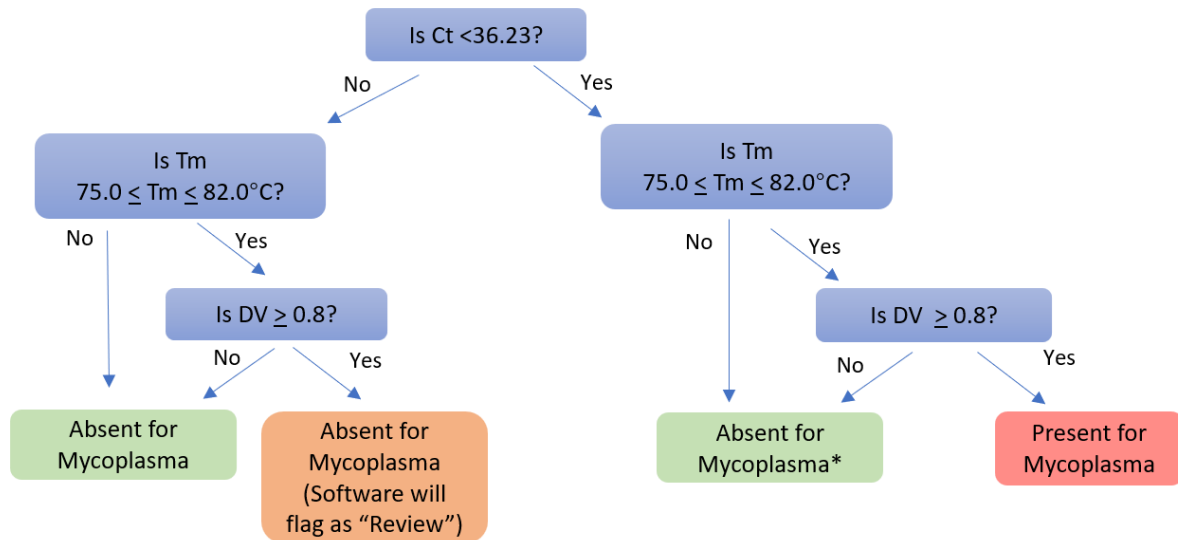 Is Ct <36.23?
No
Yes
Is Tm
75.0 ≤ Tm ≤ 82.0°C?
Is Tm
75.0 ≤ Tm ≤ 82.0°C?
No
Yes
No
Yes
Is DV ≥ 0.8?
Is DV ≥ 0.8?
No
Yes
No
Yes
Absent for
Mycoplasma
Absent for
Mycoplasma
(Software will
flag as “Review”)
Absent for
Mycoplasma*
Present for
Mycoplasma